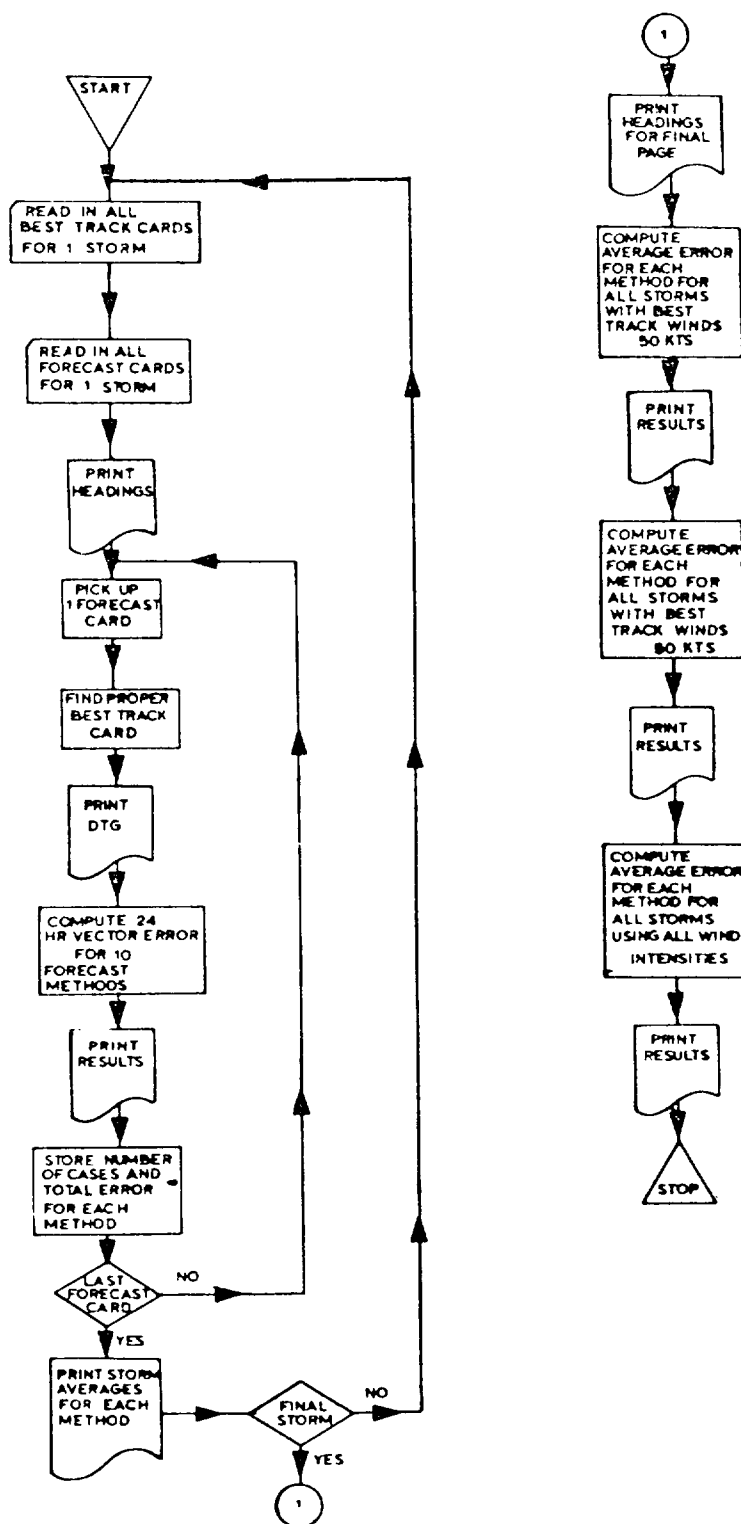 START
READ IN ALL
BEST TRACK CARDS
FOR 1 STORM
READ IN ALL
FORECAST CARDS
FOR 1 STORM
PRINT
HEADINGS
PICK UP
1 FORECAST
CARD
FIND PROPER
BEST TRACK
CARD
PRINT
DTG
COMPUTE 24
HR VECTOR ERROR
FOR 10
FORECAST
METHODS
PRINT
RESULTS
STORE NUMBER
OF CASES AND
TOTAL ERROR
FOR EACH
METHOD
LAST
FORECAST
CARD
NO
YES
PRINT STORM
AVERAGES
FOR EACH
METHOD
FINAL
STORM
NO
YES
1
1
PRINT
HEADINGS
FOR FINAL
PAGE
COMPUTE
AVERAGE ERROR
FOR EACH
METHOD FOR
ALL STORMS
WITH BEST
TRACK WINDS
50 KTS
PRINT
RESULTS
COMPUTE
AVERAGE ERROR
FOR EACH
METHOD FOR
ALL STORMS
WITH BEST
TRACK WINDS
80 KTS
PRINT
RESULTS
COMPUTE
AVERAGE ERROR
FOR EACH
METHOD FOR
ALL STORMS
USING ALL WIND
INTENSITIES
PRINT
RESULTS
STOP